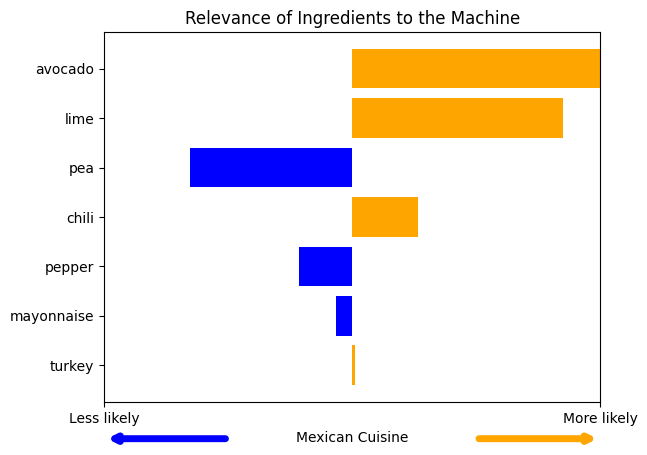 Relevance of Ingredients to the Machine
avocado
lime
pea
chili
pepper
mayonnaise
turkey
Less likely
More likely
Mexican Cuisine